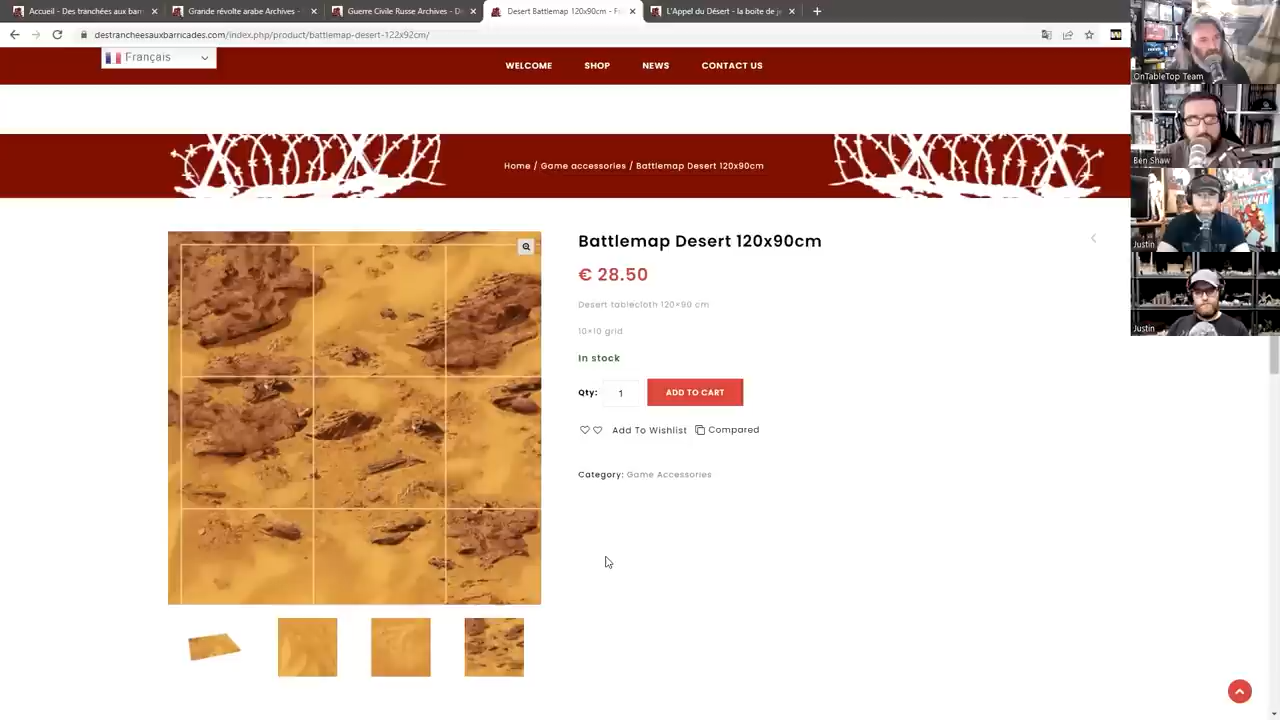 Accueil - Des tranchées aux bar
Grande révolte arabe Archives -
Guerre Civile Russe Archives - D
Desert Battlemap 120x90cm - F
L'Appel du Désert - la boite de je
destrancheesauxbarricades.com/index.php/product/battlemap-desert-122x92cm/
Français
WELCOME
SHOP
NEWS
CONTACT US
Home / Game accessories / Battlemap Desert 120x90cm
Battlemap Desert 120x90cm
€ 28.50
Desert tablecloth 120×90 cm
10×10 grid
In stock
Qty: 1 ADD TO CART
Add To Wishlist Compared
Category: Game Accessories
OnTableTop Team
Ben Shaw
Justin
Justin